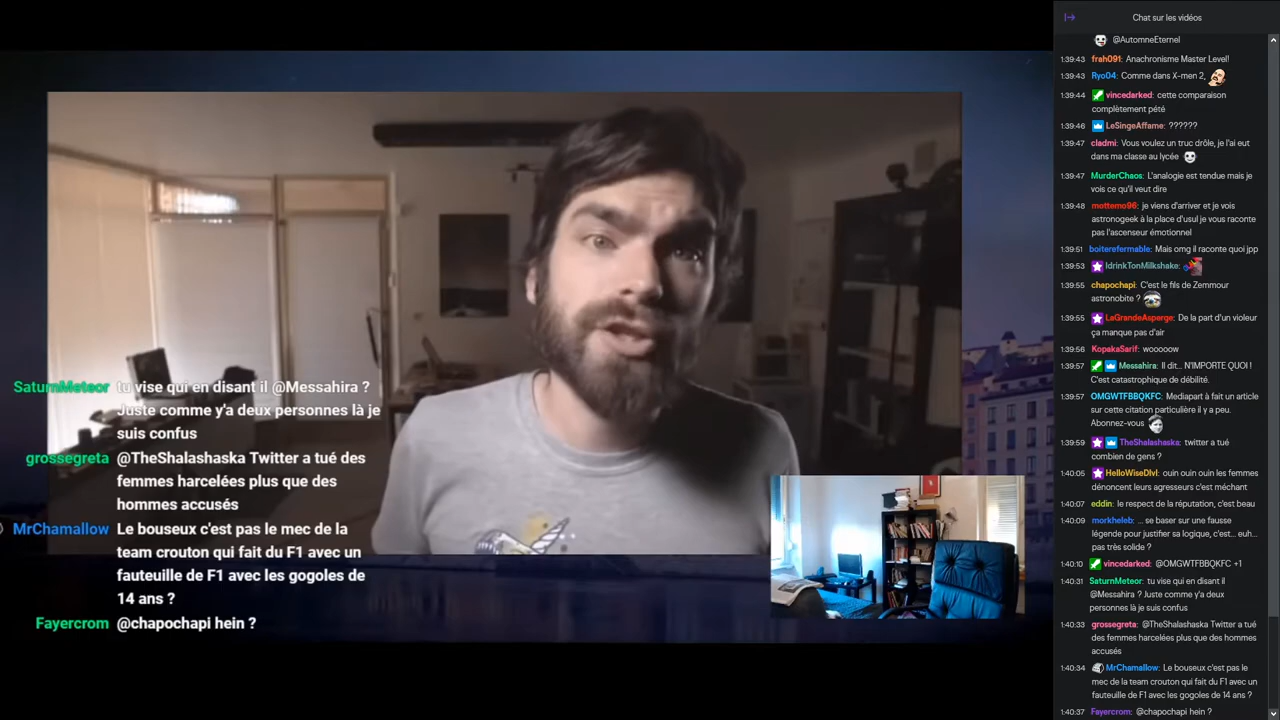 SaturnMeteor tu vise qui en disant il @Messahira ?
Juste comme y'a deux personnes là je
suis confus
grossegreta @TheShalashaska Twitter a tué des
femmes harcelées plus que des
hommes accusés
MrChamallow Le bouseux c'est pas le mec de la
team crouton qui fait du F1 avec un
fauteuille de F1 avec les gogoles de
14 ans ?
Fayercrom @chapochapi hein ?
Chat sur les vidéos
@AutomneEternel
1:39:43 frah091: Anachronisme Master Level!
1:39:43 Ryo04: Comme dans X-men 2,
1:39:44 vincedarked: cette comparaison
complètement pété
1:39:46 LeSingeAffame: ??????
1:39:47 cladmi: Vous voulez un truc drôle, je l'ai eut
dans ma classe au lycée
1:39:47 MurderChaos: L'analogie est tendue mais je
vois ce qu'il veut dire
1:39:48 mottemo96: je viens d'arriver et je vois
astronogeek à la place d'usul je vous raconte
pas l'ascenseur émotionnel
1:39:51 boiterefermable: Mais omg il raconte quoi jpp
1:39:53 IdrinkTonMilkshake:
1:39:55 chapochapi: C'est le fils de Zemmour
astronobite ?
1:39:55 LaGrandeAsperge: De la part d'un violeur
ça manque pas d'air
1:39:56 KopakaSarif: wooooow
1:39:57 Messahira: Il dit... N'IMPORTE QUOI !
C'est catastrophique de débilité.
1:39:57 OMGWTFBBQKFC: Mediapart à fait un article
sur cette citation particulière il y a peu.
Abonnez-vous
1:39:59 TheShalashaska: twitter a tué
combien de gens ?
1:40:05 HelloWiseDlvl: ouin ouin ouin les femmes
dénoncent leurs agresseurs c'est méchant
1:40:07 eddin: le respect de la réputation, c'est beau
1:40:09 morkheleb: ... se baser sur une fausse
légende pour justifier sa logique, c'est... euh...
pas très solide ?
1:40:10 vincedarked: @OMGWTFBBQKFC +1
1:40:31 SaturnMeteor: tu vise qui en disant il
@Messahira ? Juste comme y'a deux
personnes là je suis confus
1:40:33 grossegreta: @TheShalashaska Twitter a tué
des femmes harcelées plus que des hommes
accusés
1:40:34 MrChamallow: Le bouseux c'est pas le
mec de la team crouton qui fait du F1 avec un
fauteuille de F1 avec les gogoles de 14 ans ?
1:40:37 Fayercrom: @chapochapi hein ?